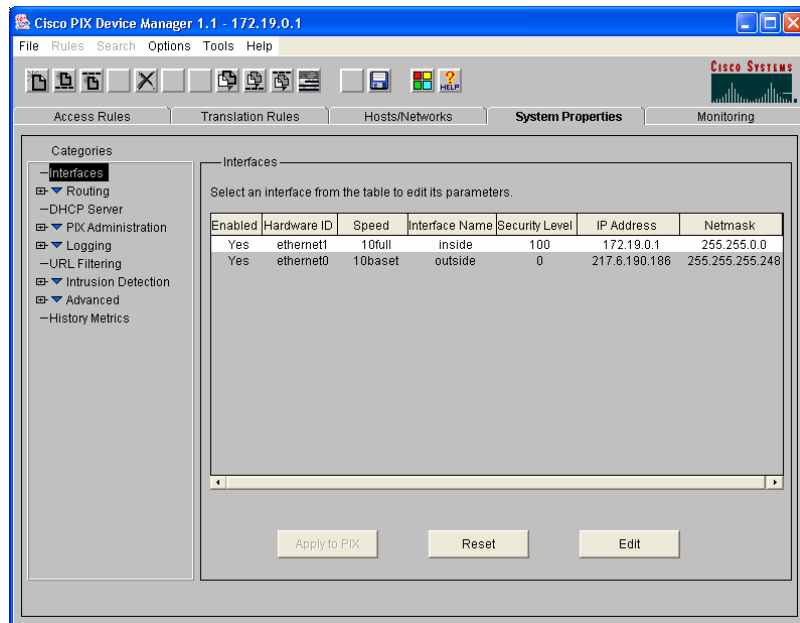 Cisco PIX Device Manager 1.1 - 172.19.0.1
File Rules Search Options Tools Help
HELP
CISCO SYSTEMS
Access Rules Translation Rules Hosts/Networks System Properties Monitoring
Categories
Interfaces
Routing
DHCP Server
PIX Administration
Logging
URL Filtering
Intrusion Detection
Advanced
History Metrics
Interfaces
Select an interface from the table to edit its parameters.
Enabled Hardware ID Speed Interface Name Security Level IP Address Netmask
Yes ethernet1 10full inside 100 172.19.0.1 255.255.0.0
Yes ethernet0 10baset outside 0 217.6.190.186 255.255.255.248
Apply to PIX Reset Edit